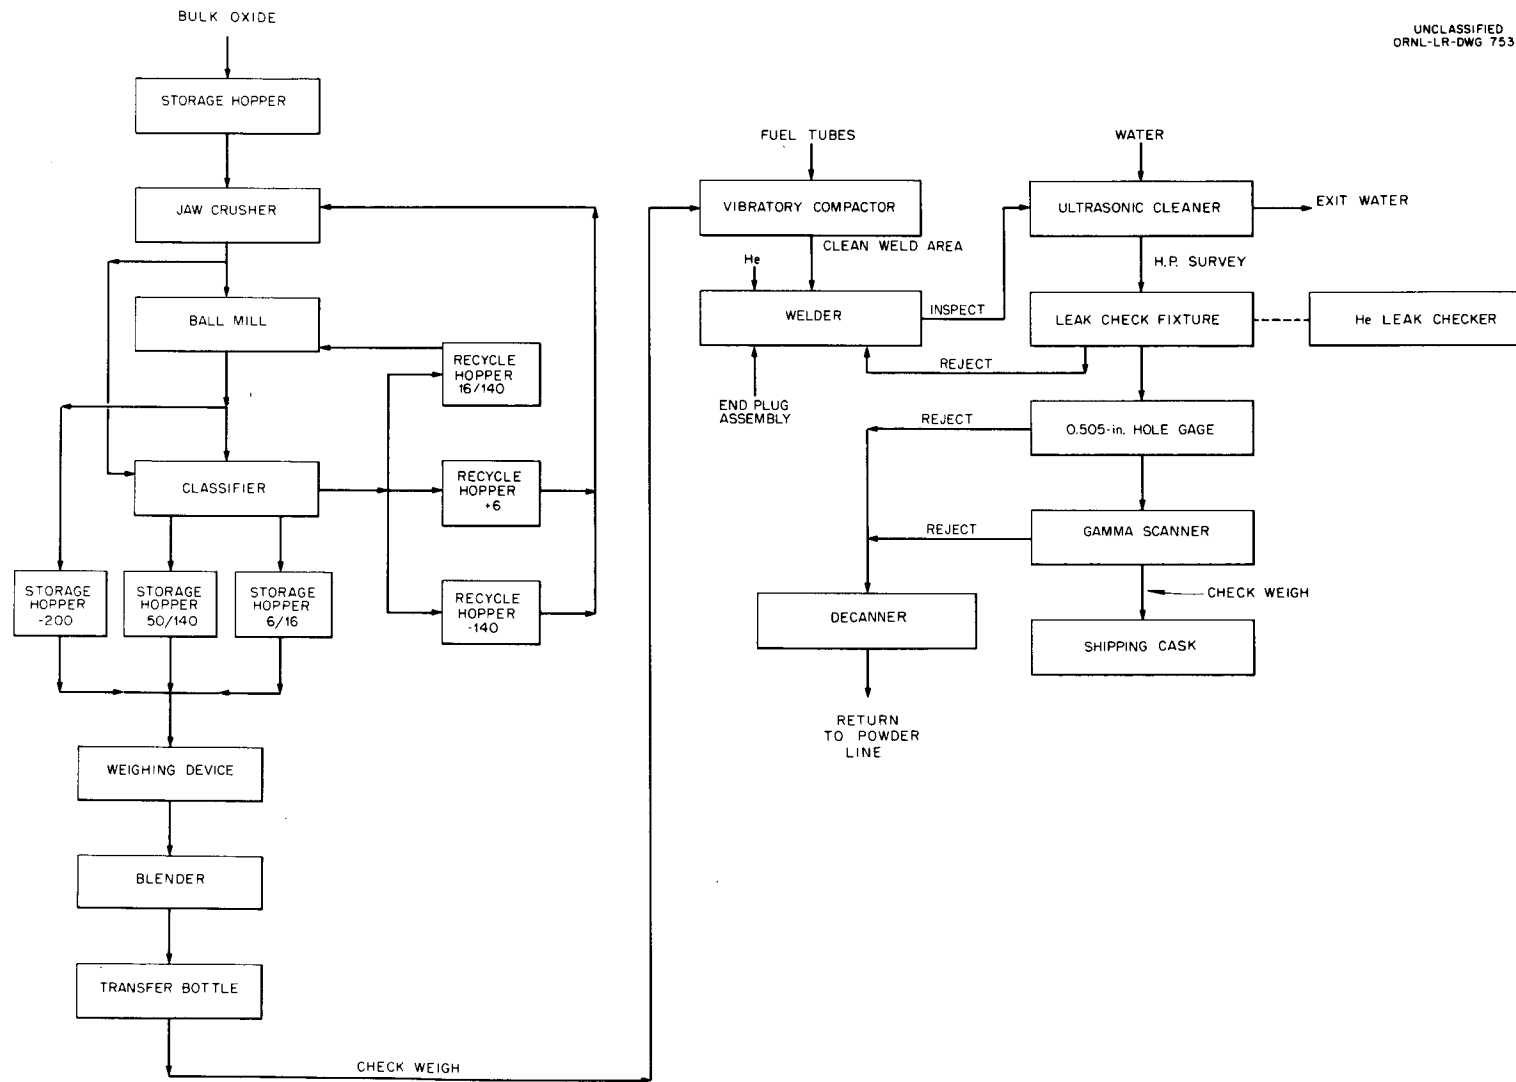 BULK OXIDE
UNCLASSIFIED
ORNL-LR-DWG 753
STORAGE HOPPER
JAW CRUSHER
BALL MILL
RECYCLE
HOPPER
16/140
CLASSIFIER
RECYCLE
HOPPER
+6
STORAGE
HOPPER
-200
STORAGE
HOPPER
50/140
STORAGE
HOPPER
6/16
RECYCLE
HOPPER
-140
WEIGHING DEVICE
BLENDER
TRANSFER BOTTLE
CHECK WEIGH
FUEL TUBES
VIBRATORY COMPACTOR
CLEAN WELD AREA
He
WELDER
INSPECT
END PLUG
ASSEMBLY
WATER
ULTRASONIC CLEANER
EXIT WATER
H.P. SURVEY
LEAK CHECK FIXTURE
He LEAK CHECKER
REJECT
0.505-in. HOLE GAGE
REJECT
GAMMA SCANNER
REJECT
CHECK WEIGH
DECANNER
SHIPPING CASK
RETURN
TO POWDER
LINE